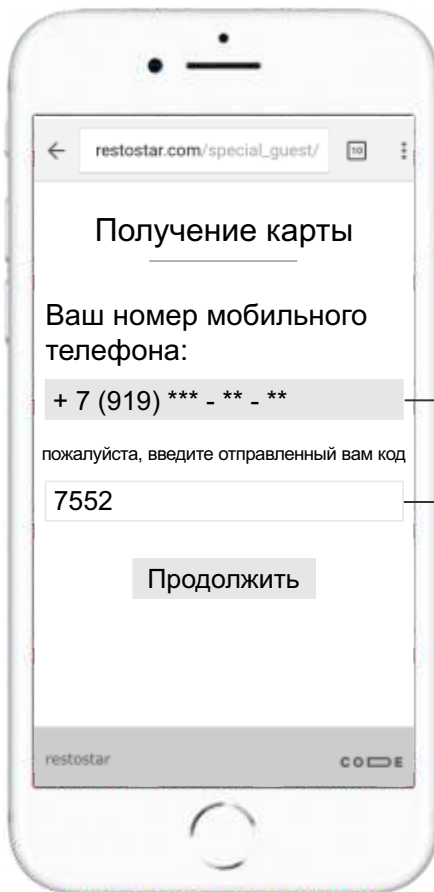 restostar.com/special_guest/ 10
Получение карты
Ваш номер мобильного
телефона:
+ 7 (919) *** - ** - **
пожалуйста, введите отправленный вам код
7552
Продолжить
restostar CODE